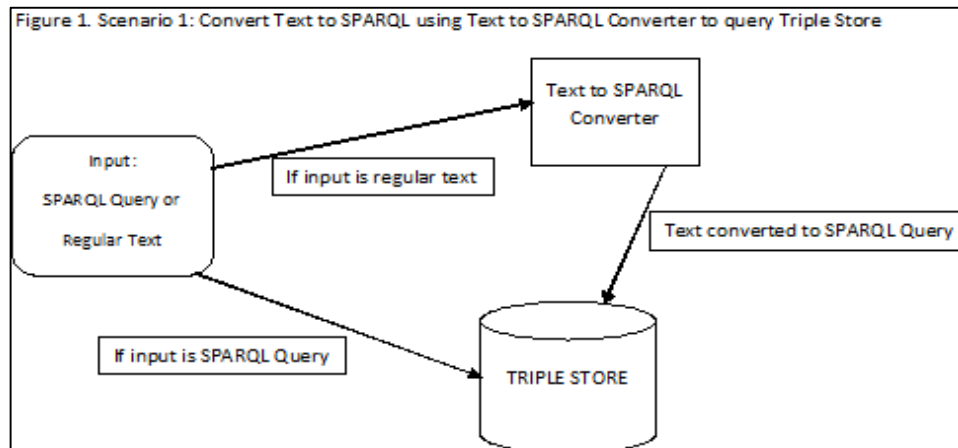 Figure 1. Scenario 1: Convert Text to SPARQL using Text to SPARQL Converter to query Triple Store
Text to SPARQL
Converter
Input:
SPARQL Query or
Regular Text
If input is regular text
Text converted to SPARQL Query
If input is SPARQL Query
TRIPLE STORE